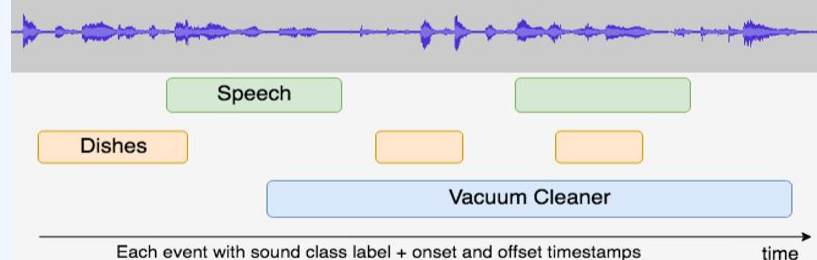 Speech
Dishes
Vacuum Cleaner
Each event with sound class label + onset and offset timestamps
time